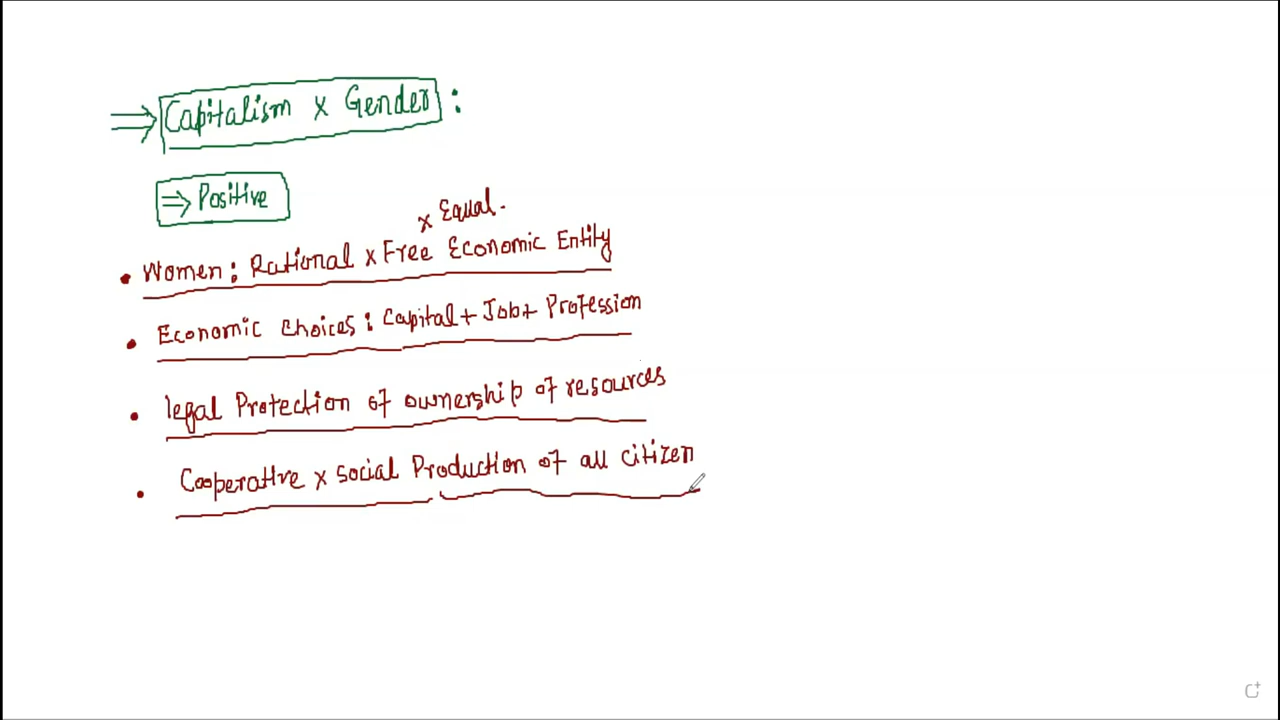 ⇒ Capitalism x Gender :
⇒ Positive
x Equal.
• Women : Rational x Free Economic Entity
• Economic choices : Capital + Job + Profession
• legal Protection of ownership of resources
• Cooperative x social Production of all citizen